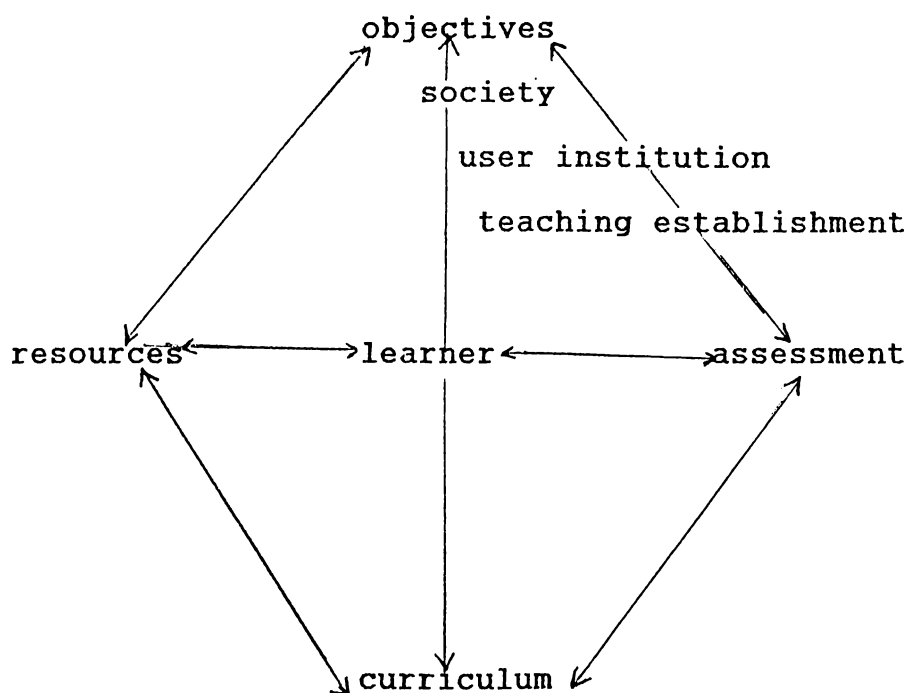 objectives
society
user institution
teaching establishment
resources learner assessment
curriculum